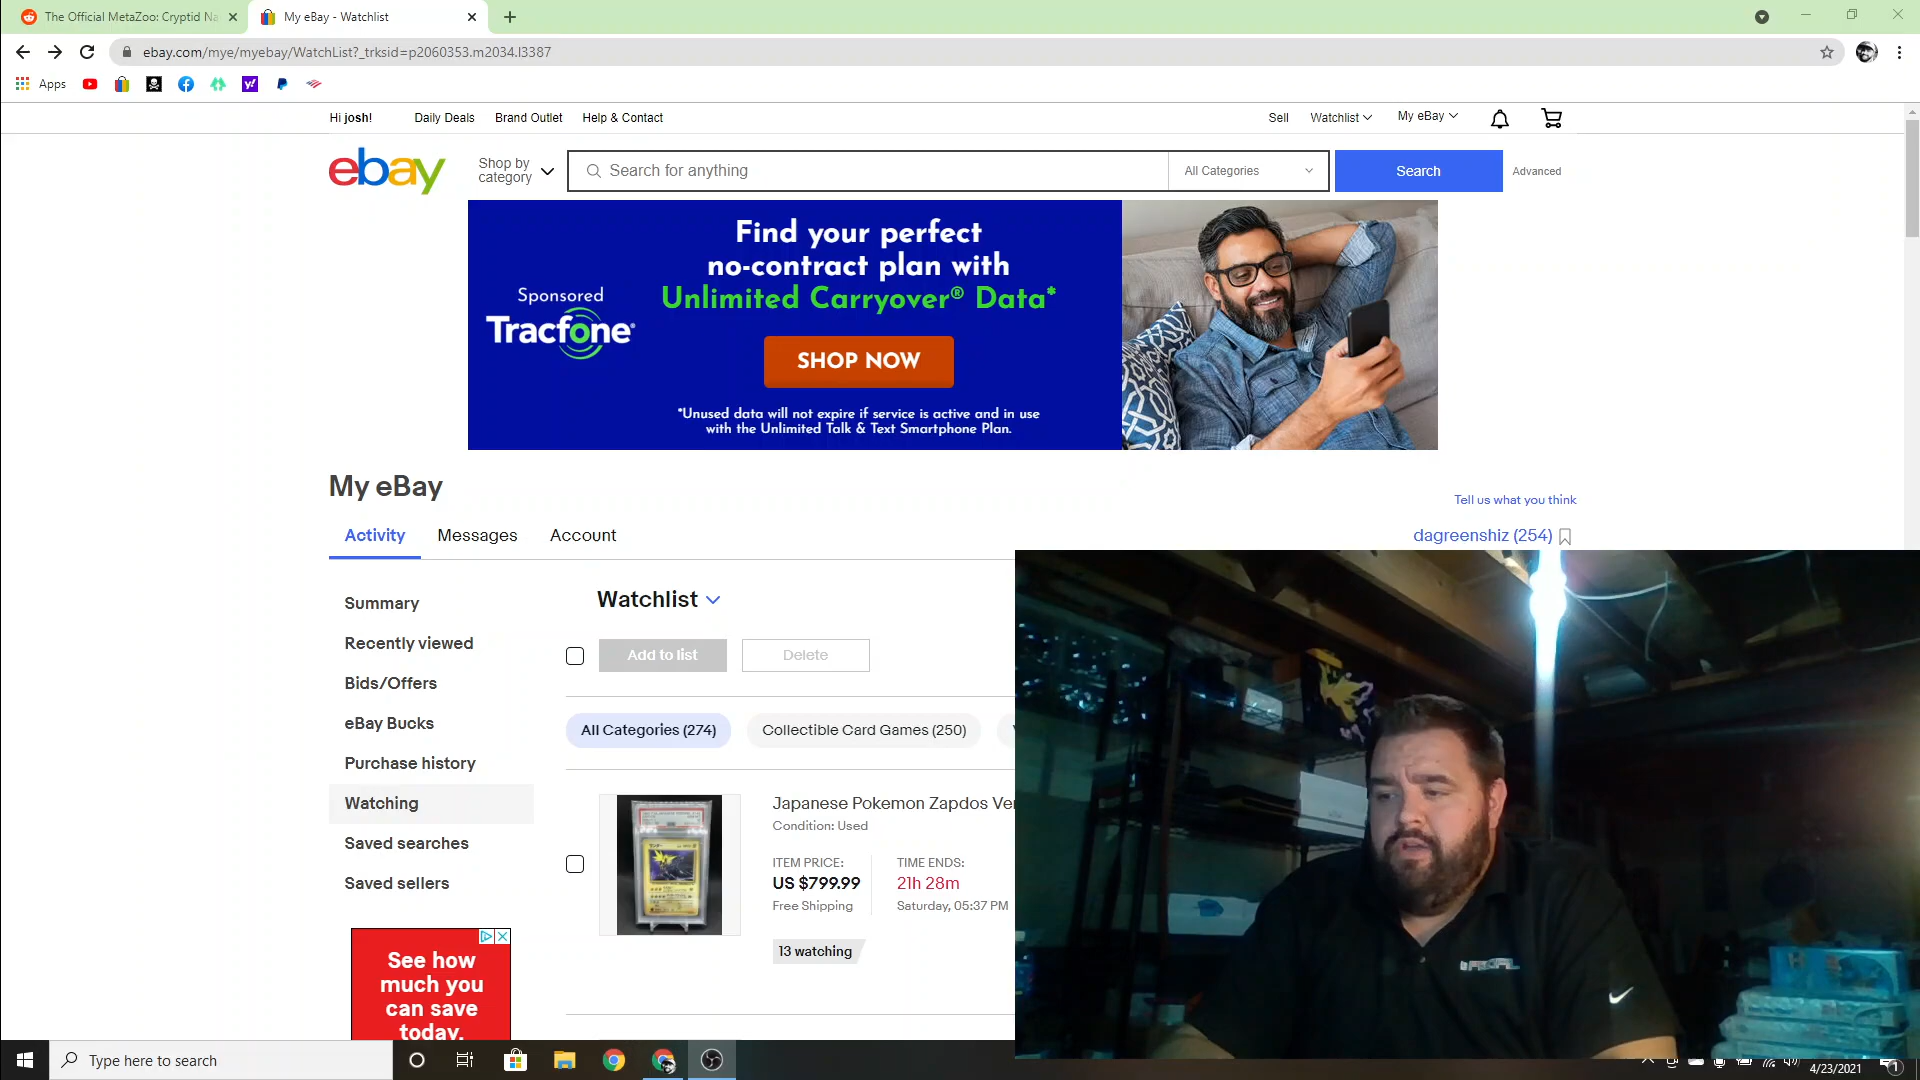 The Official MetaZoo: Cryptid Na
My eBay - Watchlist
ebay.com/mye/myebay/WatchList?_trksid=p2060353.m2034.l3387
Apps
Hi josh!
Daily Deals
Brand Outlet
Help & Contact
Sell
Watchlist
My eBay
ebay
Shop by
category
Search for anything
All Categories
Search
Advanced
Sponsored
Tracfone
Find your perfect
no-contract plan with
Unlimited Carryover® Data*
SHOP NOW
*Unused data will not expire if service is active and in use
with the Unlimited Talk & Text Smartphone Plan.
My eBay
Tell us what you think
Activity
Messages
Account
dagreenshiz (254)
Summary
Recently viewed
Bids/Offers
eBay Bucks
Purchase history
Watching
Saved searches
Saved sellers
Watchlist
Add to list
Delete
All Categories (274)
Collectible Card Games (250)
Japanese Pokemon Zapdos Ver
Condition: Used
ITEM PRICE:
US $799.99
Free Shipping
TIME ENDS:
21h 28m
Saturday, 05:37 PM
13 watching
See how
much you
can save
today.
Type here to search
4/23/2021
1